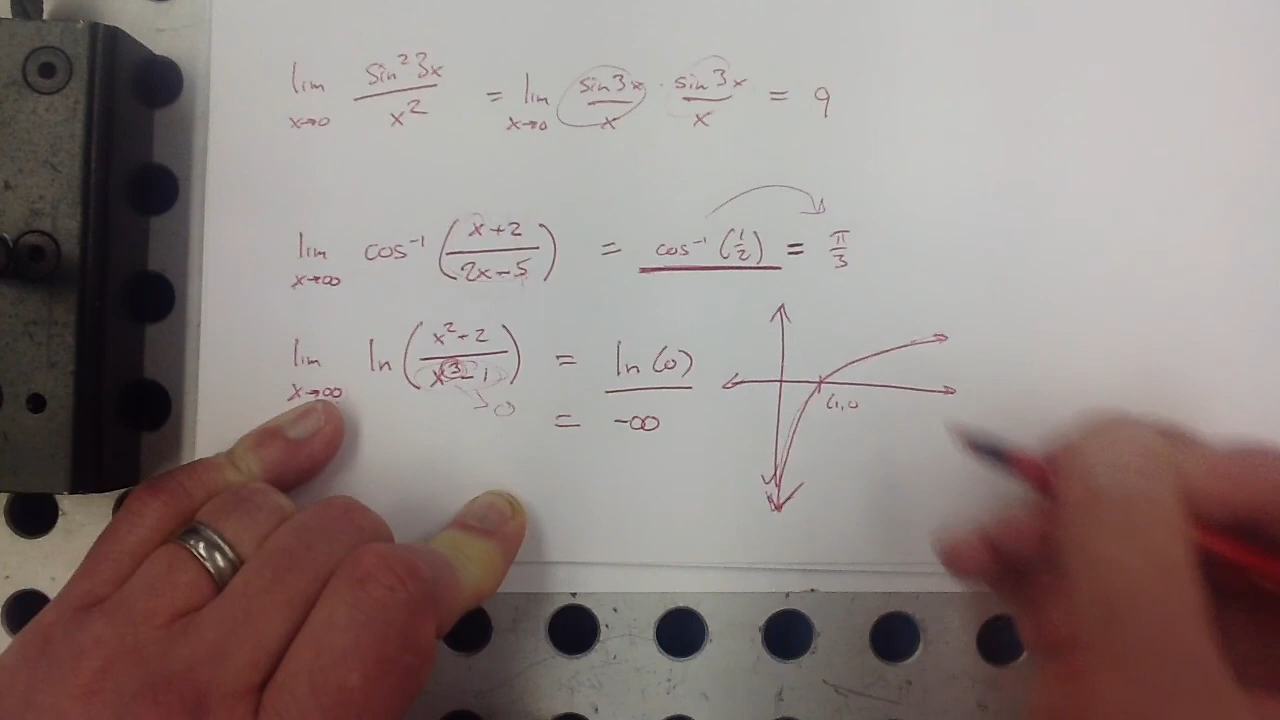 lim x→0 sin²3x / x² = lim x→0 sin3x / x · sin3x / x = 9
lim x→∞ cos⁻¹ ( x+2 / 2x-5 ) = cos⁻¹ (1/2) = π/3
lim x→∞ ln ( x²+2 / x³-1 ) = ln(0)
→0
= -∞
(1,0